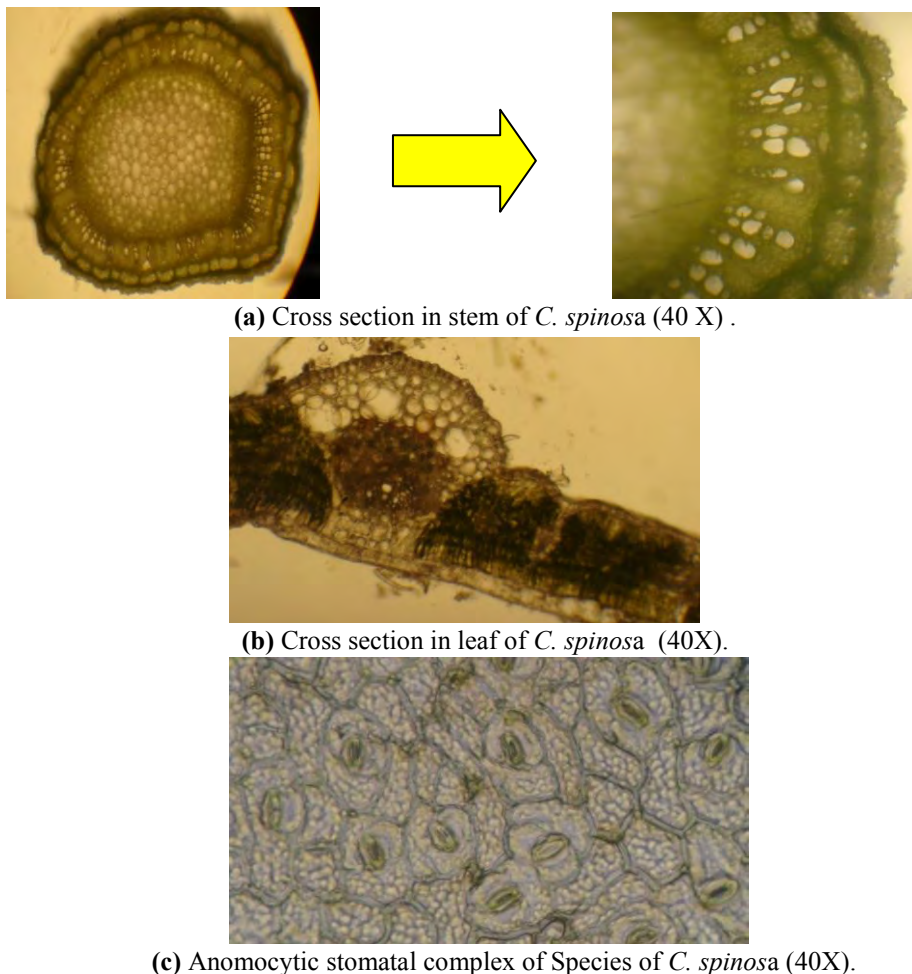 (a) Cross section in stem of C. spinosa (40 X) .
(b) Cross section in leaf of C. spinosa (40X).
(c) Anomocytic stomatal complex of Species of C. spinosa (40X).